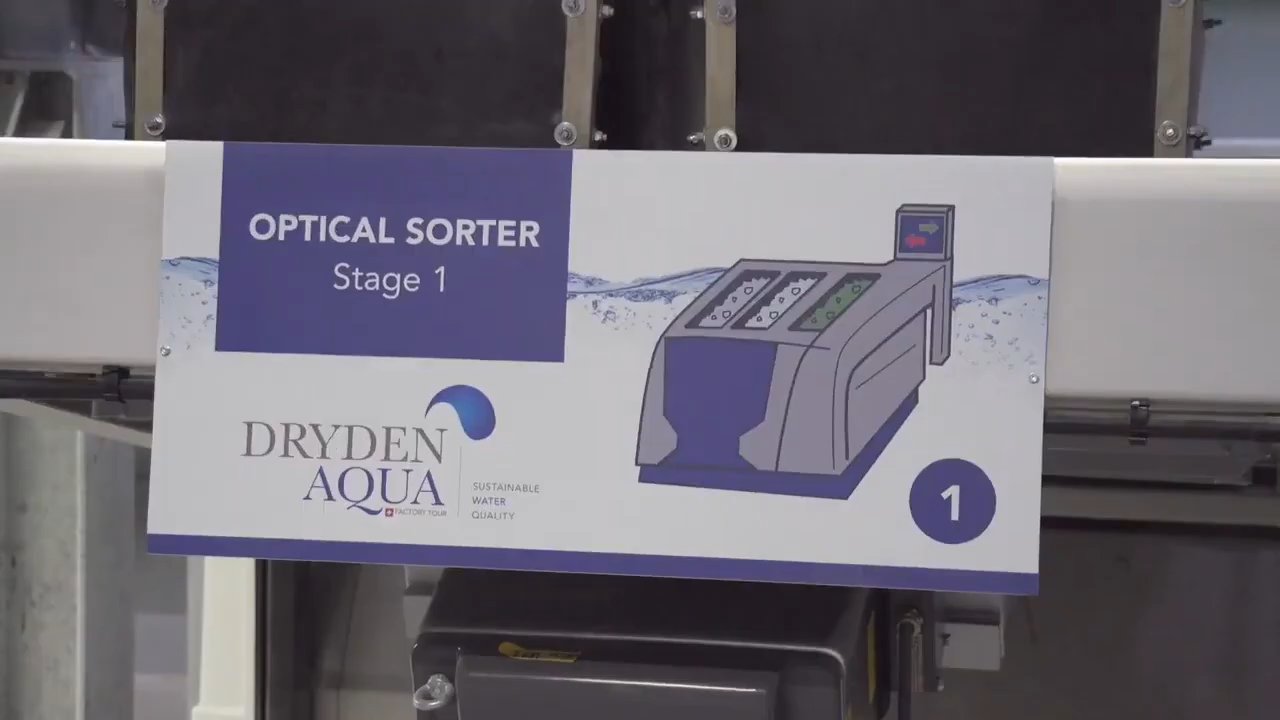 OPTICAL SORTER
Stage 1
DRYDEN
AQUA
FACTORY TOUR
SUSTAINABLE
WATER
QUALITY
1